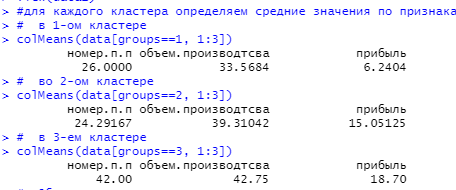 > #для каждого кластера определяем средние значения по признака
> #  в 1-ом кластере
> colMeans(data[groups==1, 1:3])
номер.п.п объем.производтсва прибыль
26.0000 33.5684 6.2404
> #  во 2-ом кластере
> colMeans(data[groups==2, 1:3])
номер.п.п объем.производтсва прибыль
24.29167 39.31042 15.05125
> #  в 3-ем кластере
> colMeans(data[groups==3, 1:3])
номер.п.п объем.производтсва прибыль
42.00 42.75 18.70